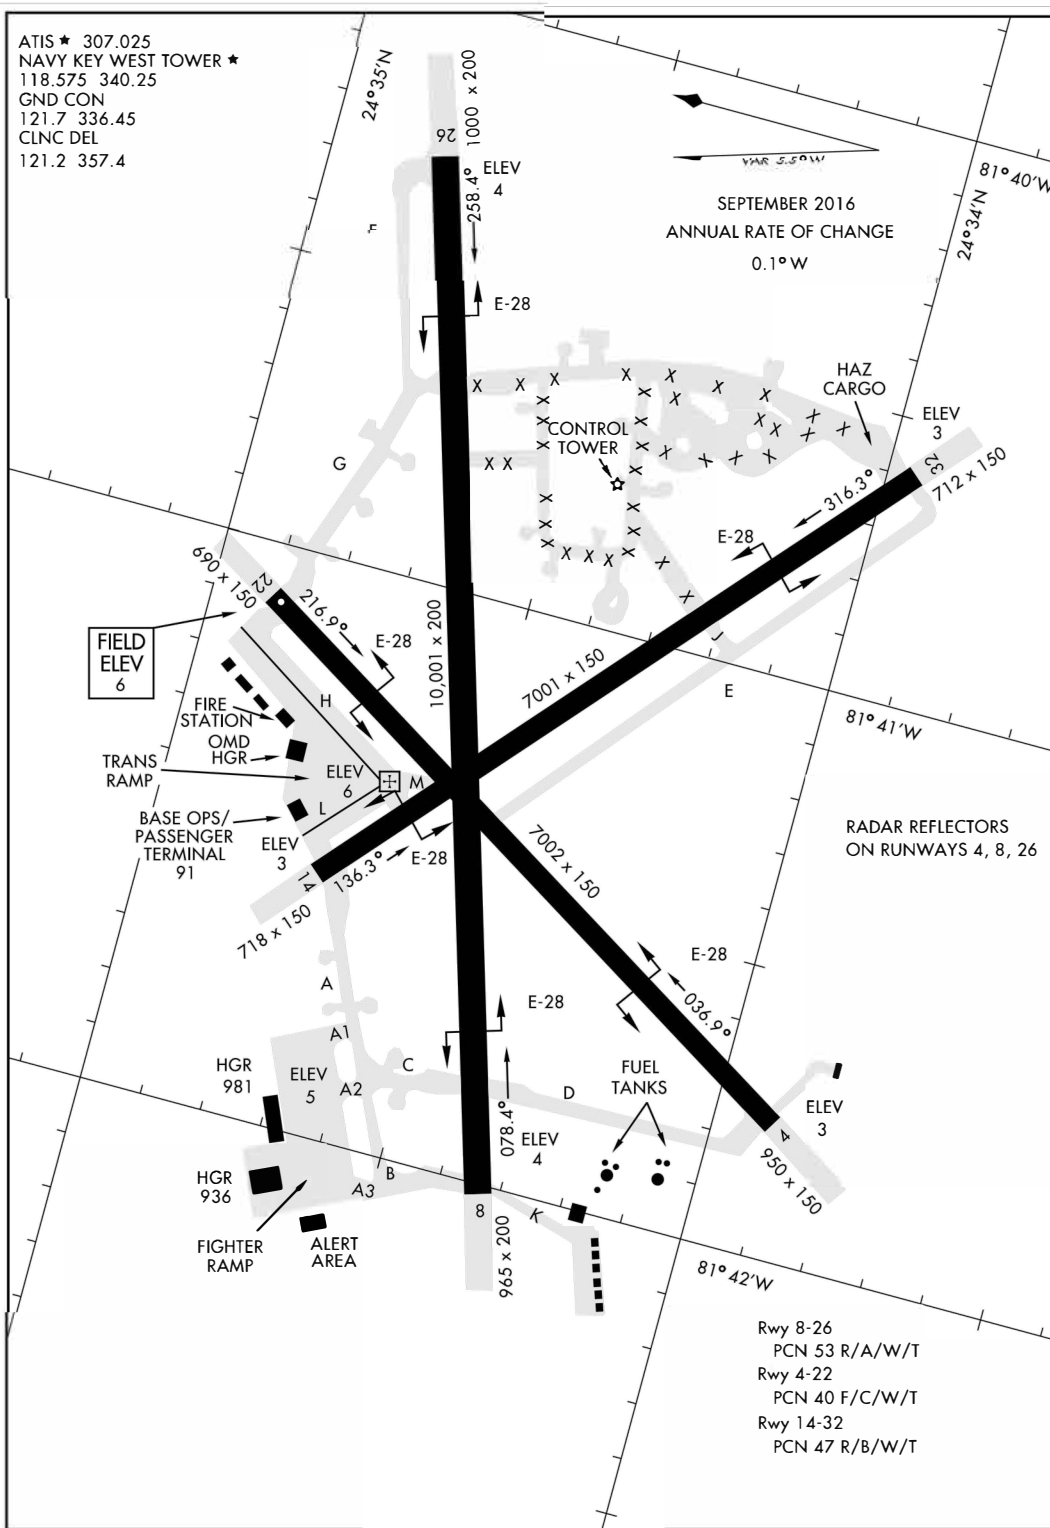 ATIS ★ 307.025
NAVY KEY WEST TOWER ★
118.575 340.25
GND CON
121.7 336.45
CLNC DEL
121.2 357.4
24°35'N
1000 x 200
26
ELEV
4
258.4°
F
E-28
VAR 5.5°W
81°40'W
24°34'N
SEPTEMBER 2016
ANNUAL RATE OF CHANGE
0.1°W
HAZ
CARGO
ELEV
3
32
712 x 150
316.3°
X X X X X X X X
CONTROL
TOWER
X X
G
E-28
690 x 150
22
216.9°
E-28
10,001 x 200
7001 x 150
J
E
FIELD
ELEV
6
H
FIRE
STATION
OMD
HGR
TRANS
RAMP
ELEV
6
M
L
BASE OPS/
PASSENGER
TERMINAL
91
ELEV
3
E-28
14
136.3°
718 x 150
81°41'W
RADAR REFLECTORS
ON RUNWAYS 4, 8, 26
7002 x 150
E-28
036.9°
A
E-28
A1
HGR
981
ELEV
5
A2
C
D
FUEL
TANKS
ELEV
3
4
950 x 150
078.4°
ELEV
4
B
A3
HGR
936
8
K
965 x 200
FIGHTER
RAMP
ALERT
AREA
81°42'W
Rwy 8-26
PCN 53 R/A/W/T
Rwy 4-22
PCN 40 F/C/W/T
Rwy 14-32
PCN 47 R/B/W/T